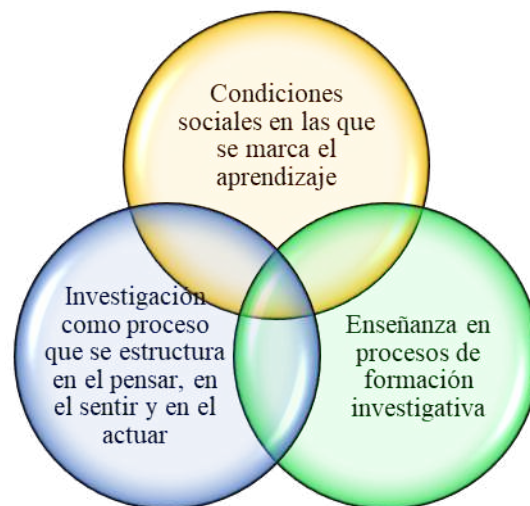 Condiciones
sociales en las que
se marca el
aprendizaje
Investigación
como proceso
que se estructura
en el pensar, en
el sentir y en el
actuar
Enseñanza en
procesos de
formación
investigativa